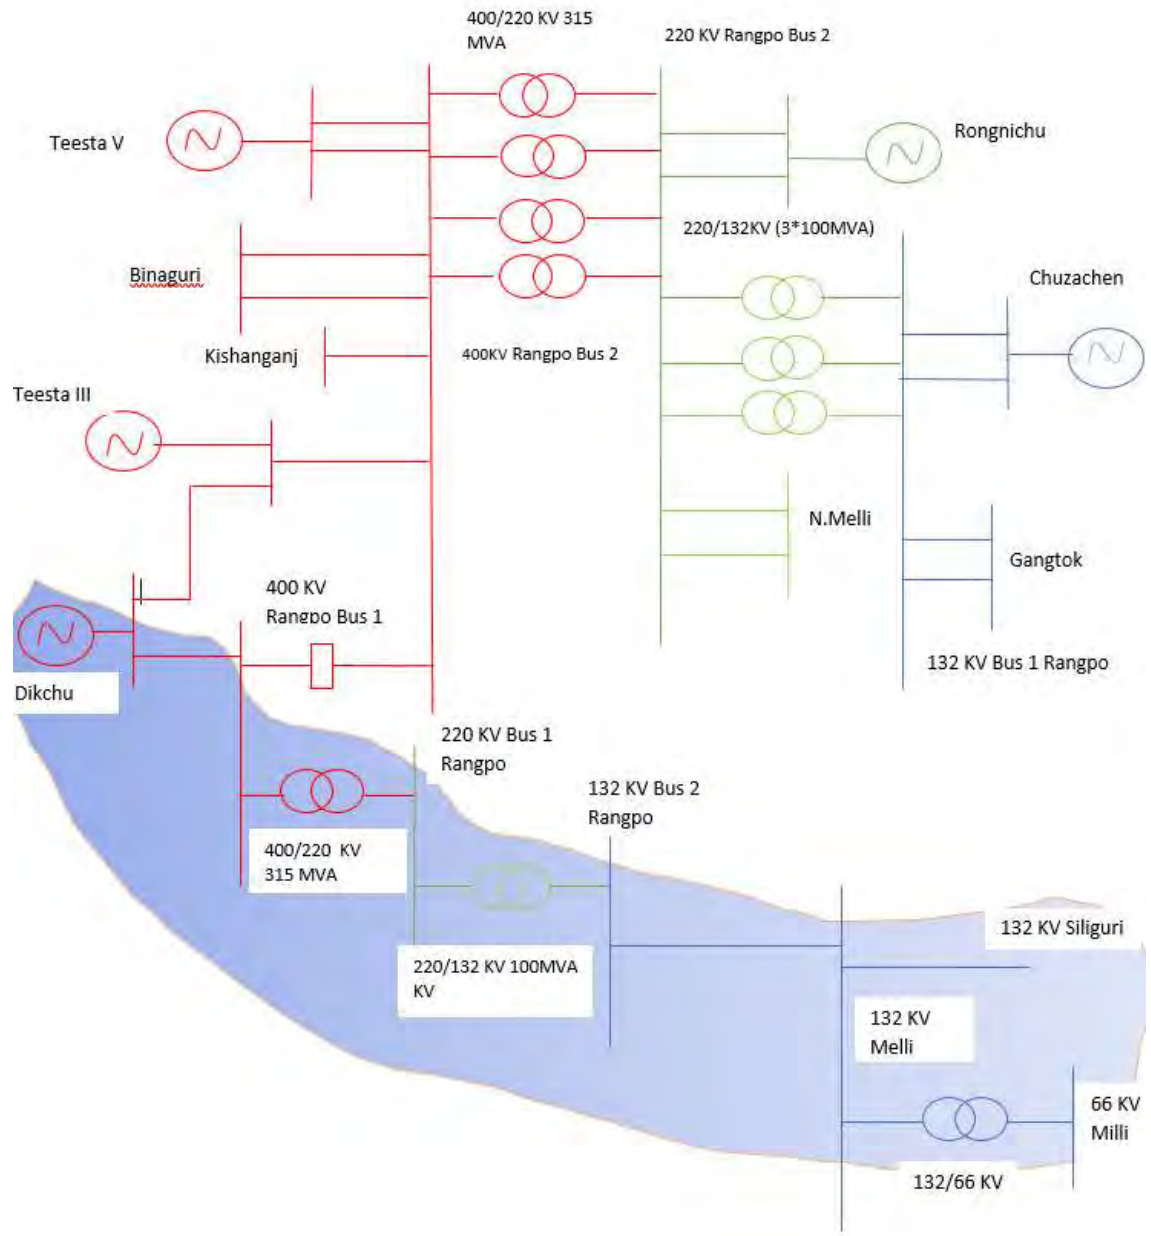 400/220 KV 315
MVA
220 KV Rangpo Bus 2
Teesta V
Rongnichu
220/132KV (3*100MVA)
Binaguri
Chuzachen
Kishanganj
400KV Rangpo Bus 2
Teesta III
N.Melli
Gangtok
400 KV
Rangpo Bus 1
132 KV Bus 1 Rangpo
Dikchu
220 KV Bus 1
Rangpo
132 KV Bus 2
Rangpo
400/220 KV
315 MVA
132 KV Siliguri
220/132 KV 100MVA
KV
132 KV
Melli
66 KV
Milli
132/66 KV